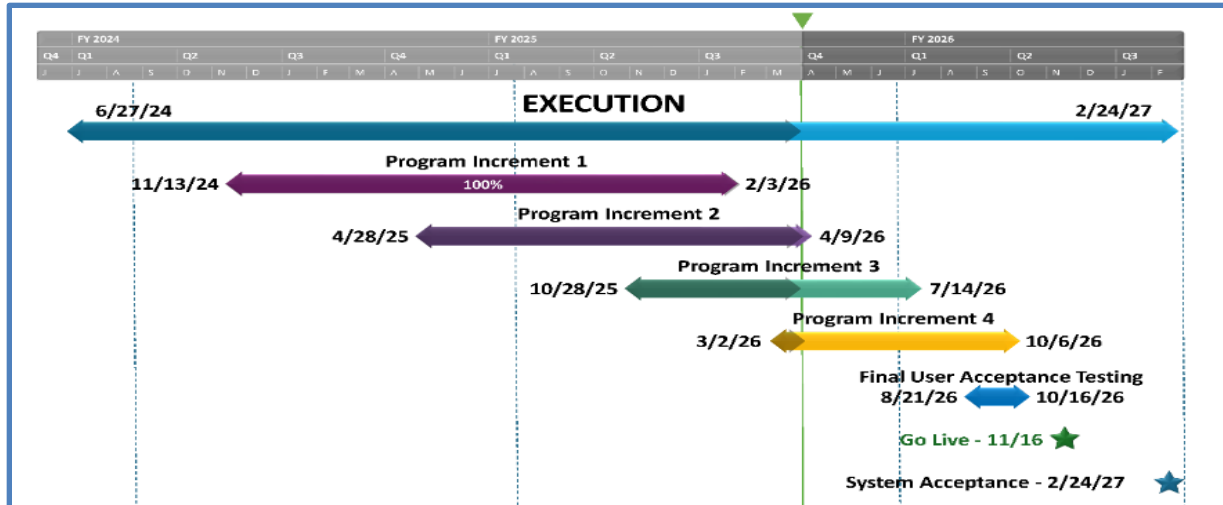 FY 2024 FY 2025 FY 2026
Q4 Q1 Q2 Q3 Q4 Q1 Q2 Q3 Q4 Q1 Q2 Q3
J J A S O N D J F M A M J J A S O N D J F M A M J J A S O N D J F
EXECUTION
6/27/24 2/24/27
Program Increment 1
11/13/24 100% 2/3/26
Program Increment 2
4/28/25 4/9/26
Program Increment 3
10/28/25 7/14/26
Program Increment 4
3/2/26 10/6/26
Final User Acceptance Testing
8/21/26 10/16/26
Go Live - 11/16
System Acceptance - 2/24/27